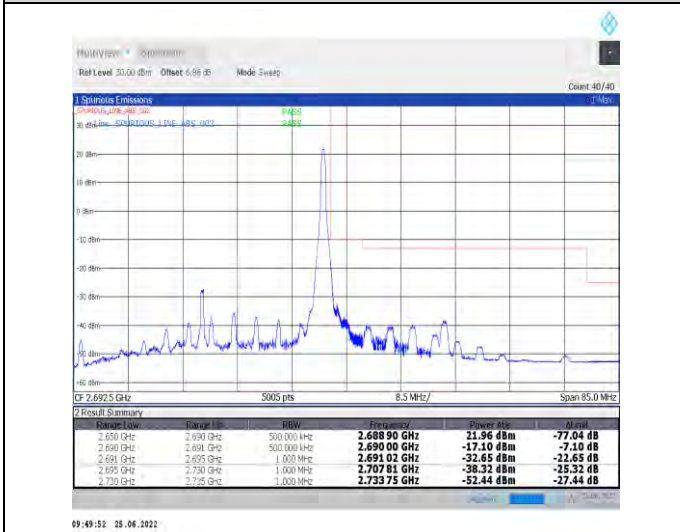 MultiView Spectrum
Ref Level 30.00 dBm Offset 6.86 dB Mode Sweep
Count 40/40
1 Spurious Emissions
PASS
30 dBm Line _SPURIOUS_LINE_ABS_002 PASS
20 dBm
10 dBm
0 dBm
-10 dBm
-20 dBm
-30 dBm
-40 dBm
-50 dBm
-60 dBm
CF 2.6925 GHz 5005 pts 8.5 MHz/ Span 85.0 MHz
2 Result Summary
Range Low Range Up RBW Frequency Power Abs ΔLimit
2.650 GHz 2.690 GHz 500.000 kHz 2.688 90 GHz 21.96 dBm -77.04 dB
2.690 GHz 2.691 GHz 500.000 kHz 2.690 00 GHz -17.10 dBm -7.10 dB
2.691 GHz 2.695 GHz 1.000 MHz 2.691 02 GHz -32.65 dBm -22.65 dB
2.695 GHz 2.730 GHz 1.000 MHz 2.707 81 GHz -38.32 dBm -25.32 dB
2.730 GHz 2.735 GHz 1.000 MHz 2.733 75 GHz -52.44 dBm -27.44 dB
09:49:52 25.06.2022